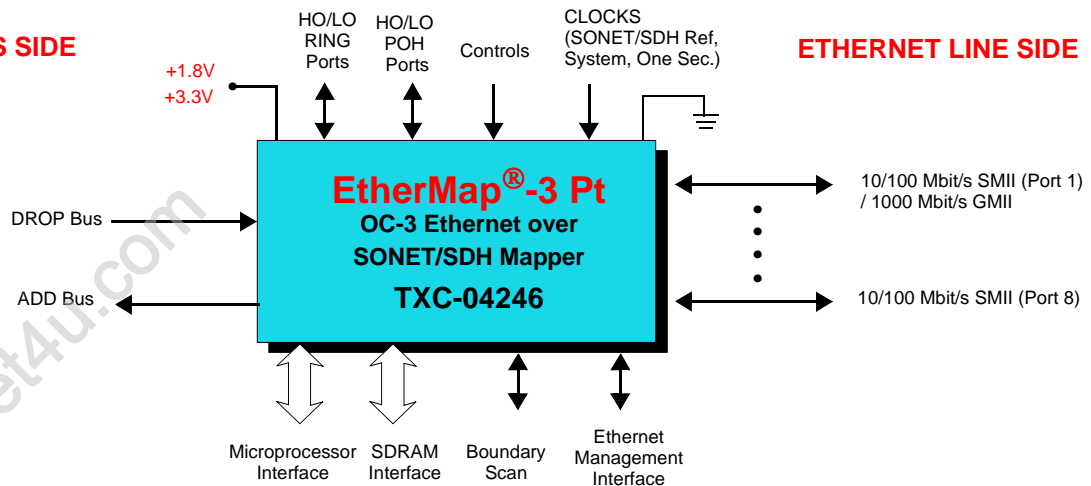 HO/LO
RING
Ports
HO/LO
POH
Ports
Controls
CLOCKS
(SONET/SDH Ref,
System, One Sec.)
S SIDE
ETHERNET LINE SIDE
+1.8V
+3.3V
EtherMap®-3 Pt
OC-3 Ethernet over
SONET/SDH Mapper
TXC-04246
DROP Bus
ADD Bus
10/100 Mbit/s SMII (Port 1)
/ 1000 Mbit/s GMII
10/100 Mbit/s SMII (Port 8)
Microprocessor
Interface
SDRAM
Interface
Boundary
Scan
Ethernet
Management
Interface
et4u.com